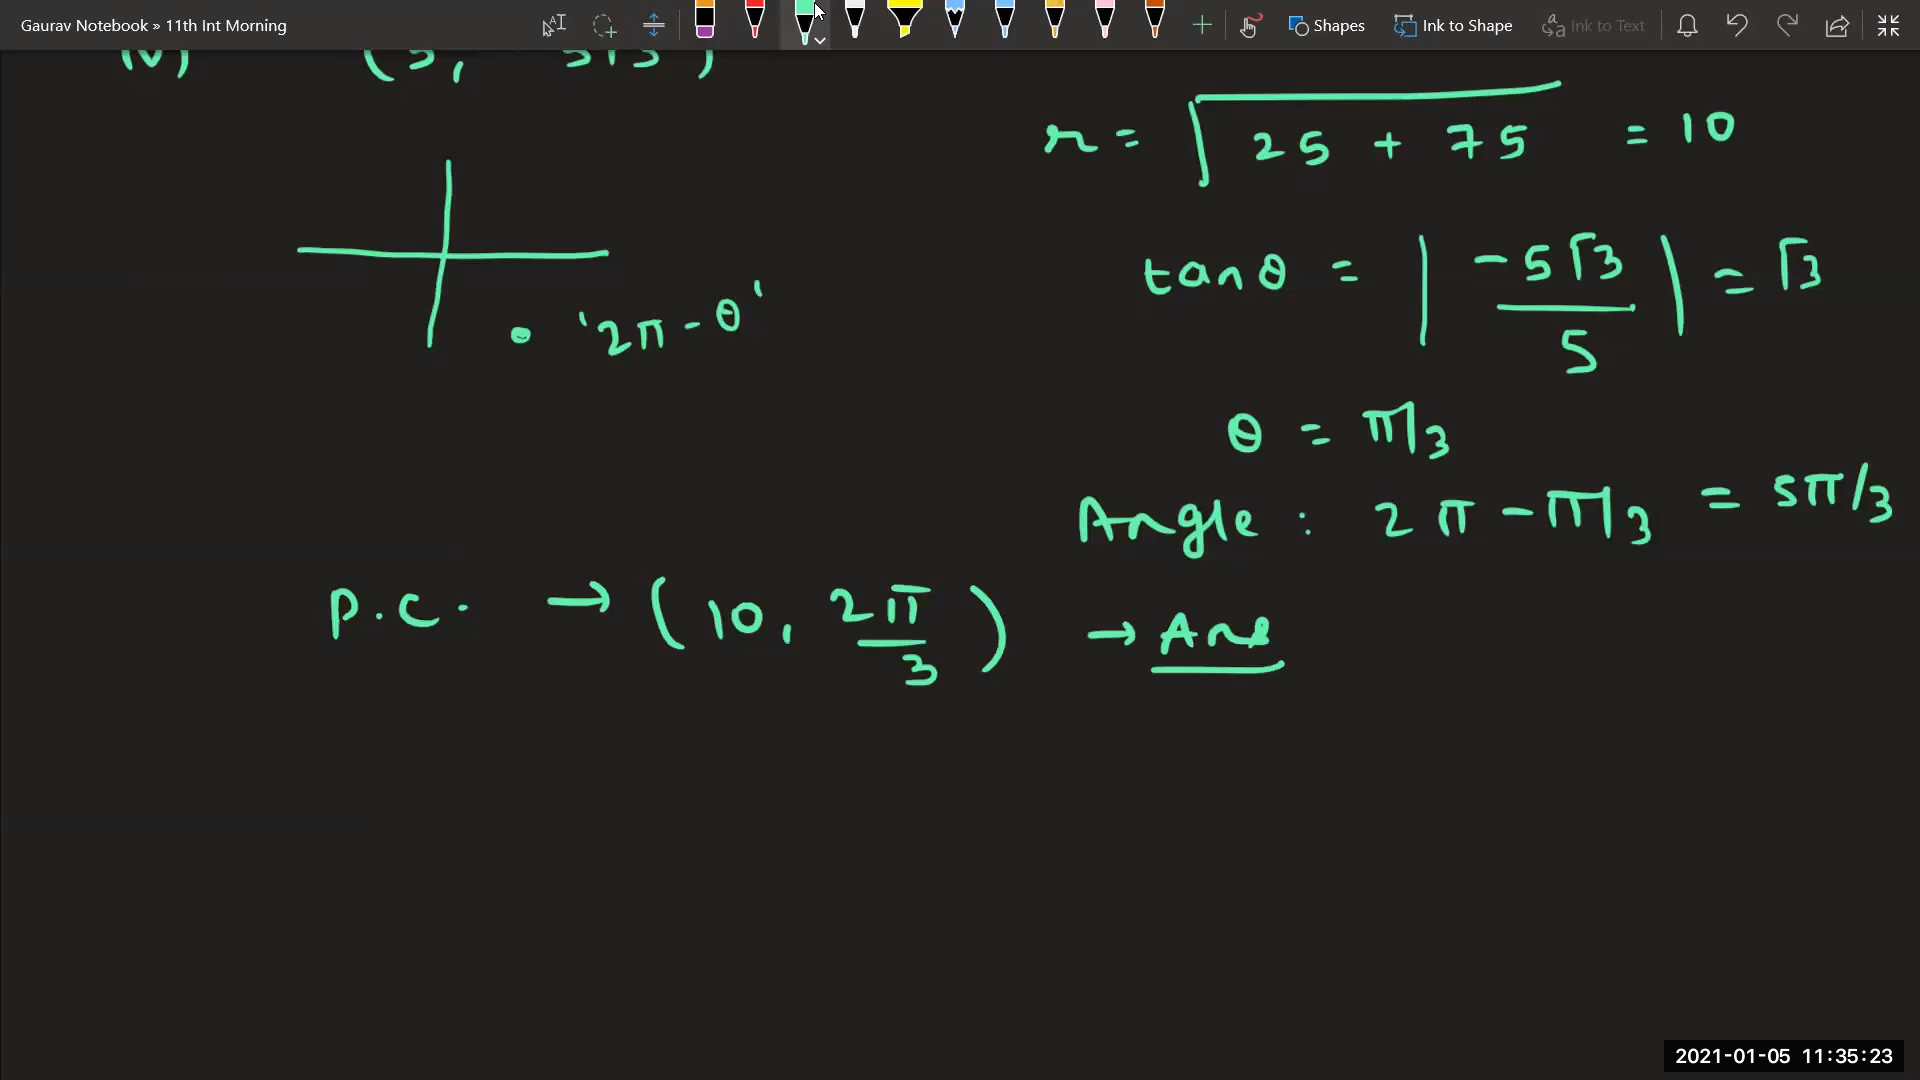 Gaurav Notebook » 11th Int Morning
Shapes
Ink to Shape
Ink to Text
r = √25 + 75 = 10
tanθ = | -5√3 / 5 | = √3
'2π - θ'
θ = π/3
Angle : 2π - π/3 = 5π/3
P.C. → (10, 2π/3) → Ans
2021-01-05 11:35:23